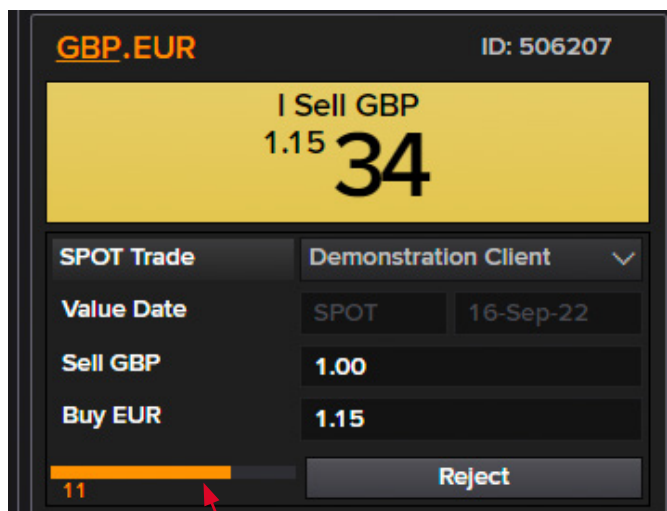 GBP.EUR ID: 506207
I Sell GBP
1.15 34
SPOT Trade Demonstration Client
Value Date SPOT 16-Sep-22
Sell GBP 1.00
Buy EUR 1.15
11 Reject